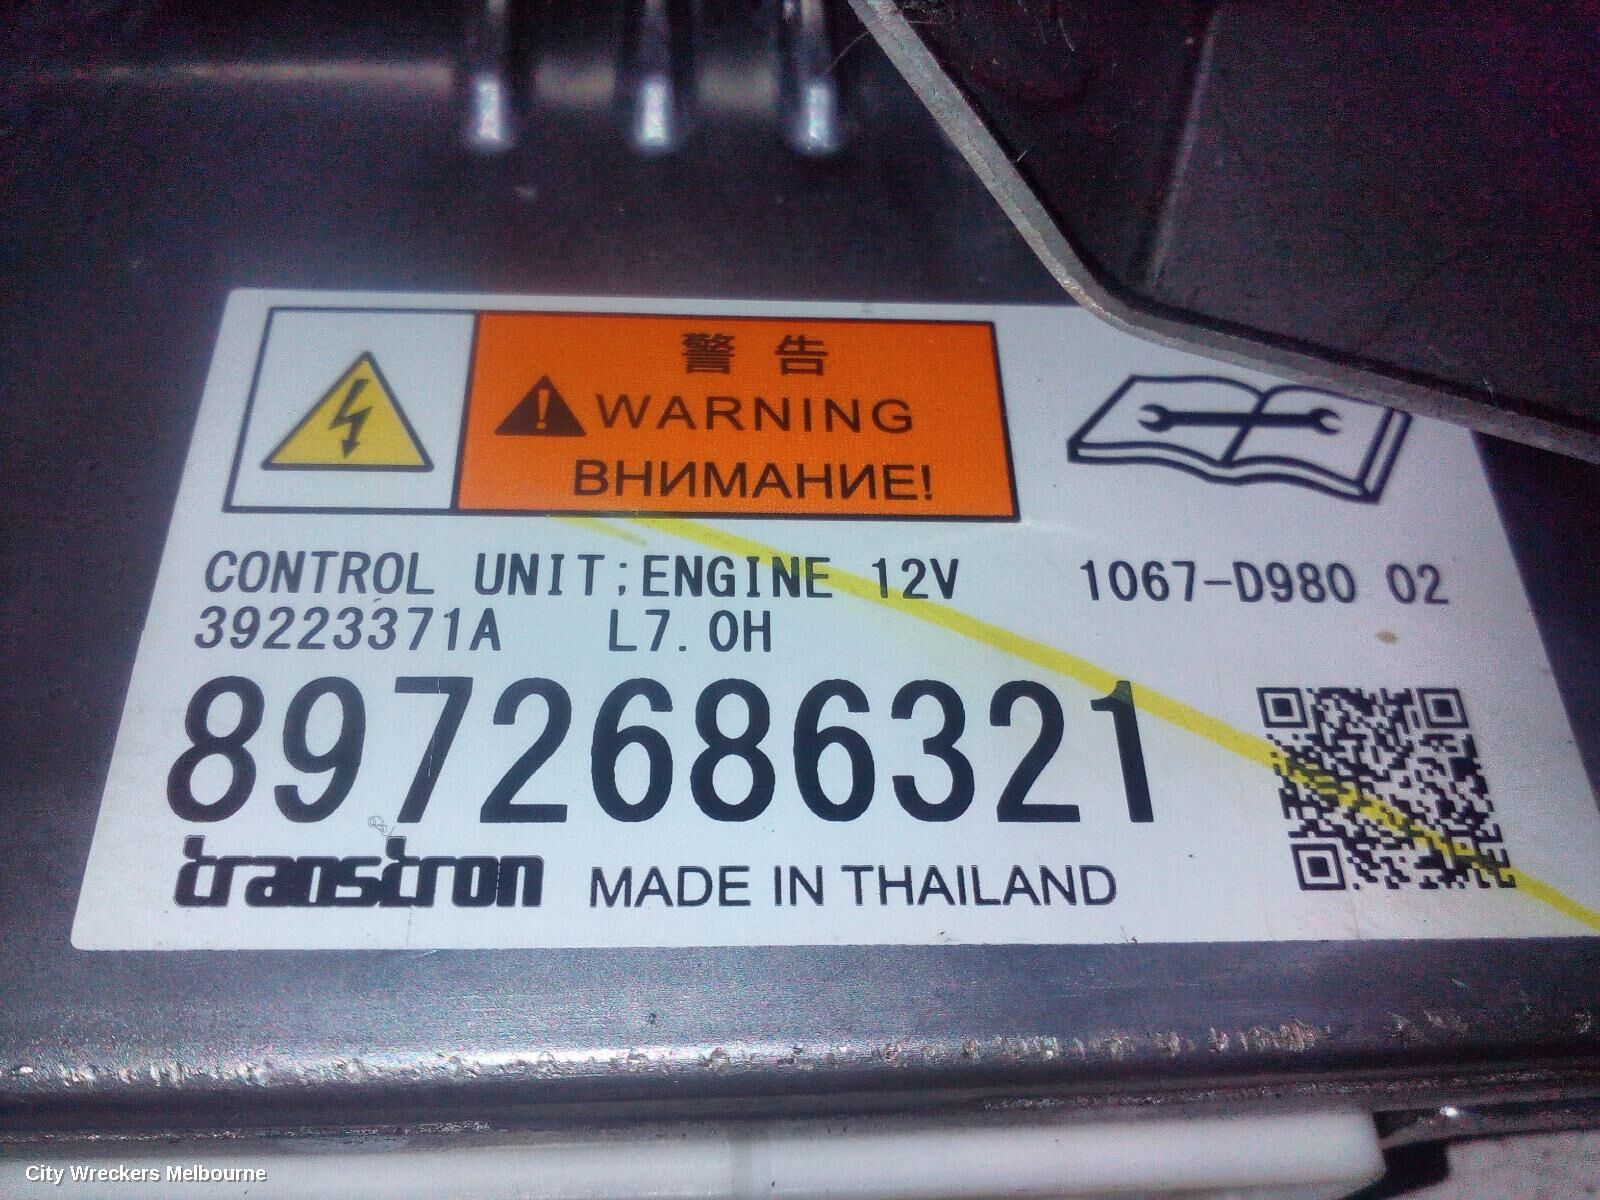 警告
WARNING
ВНИМАНИЕ!
CONTROL UNIT;ENGINE 12V 1067-D980 02
39223371A L7.0H
8972686321
transtron MADE IN THAILAND
City Wreckers Melbourne